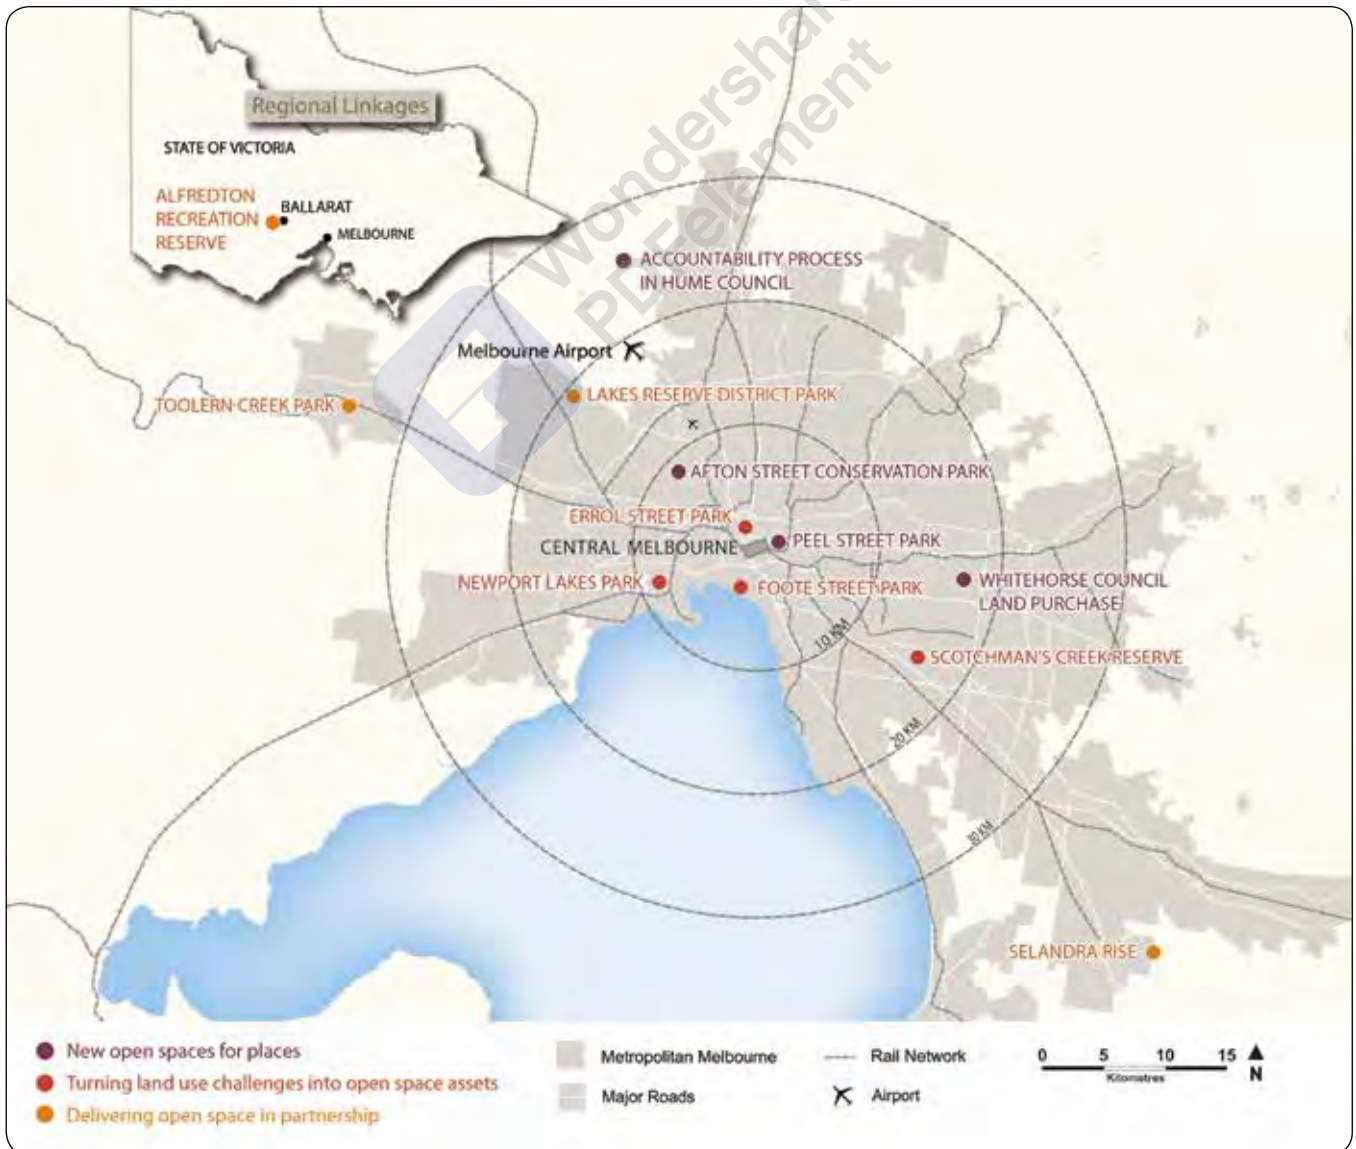 Wondershare
PDFelement
Regional Linkages
STATE OF VICTORIA
ALFREDTON
RECREATION
RESERVE
BALLARAT
MELBOURNE
ACCOUNTABILITY PROCESS
IN HUME COUNCIL
Melbourne Airport
LAKES RESERVE DISTRICT PARK
TOOLERN CREEK PARK
AFTON STREET CONSERVATION PARK
ERROL STREET PARK
CENTRAL MELBOURNE
PEEL STREET PARK
NEWPORT LAKES PARK
FOOTE STREET PARK
WHITEHORSE COUNCIL
LAND PURCHASE
10 KM
SCOTCHMAN'S CREEK RESERVE
20 KM
30 KM
SELANDRA RISE
New open spaces for places
Turning land use challenges into open space assets
Delivering open space in partnership
Metropolitan Melbourne
Major Roads
Rail Network
Airport
0 5 10 15
Kilometres
N